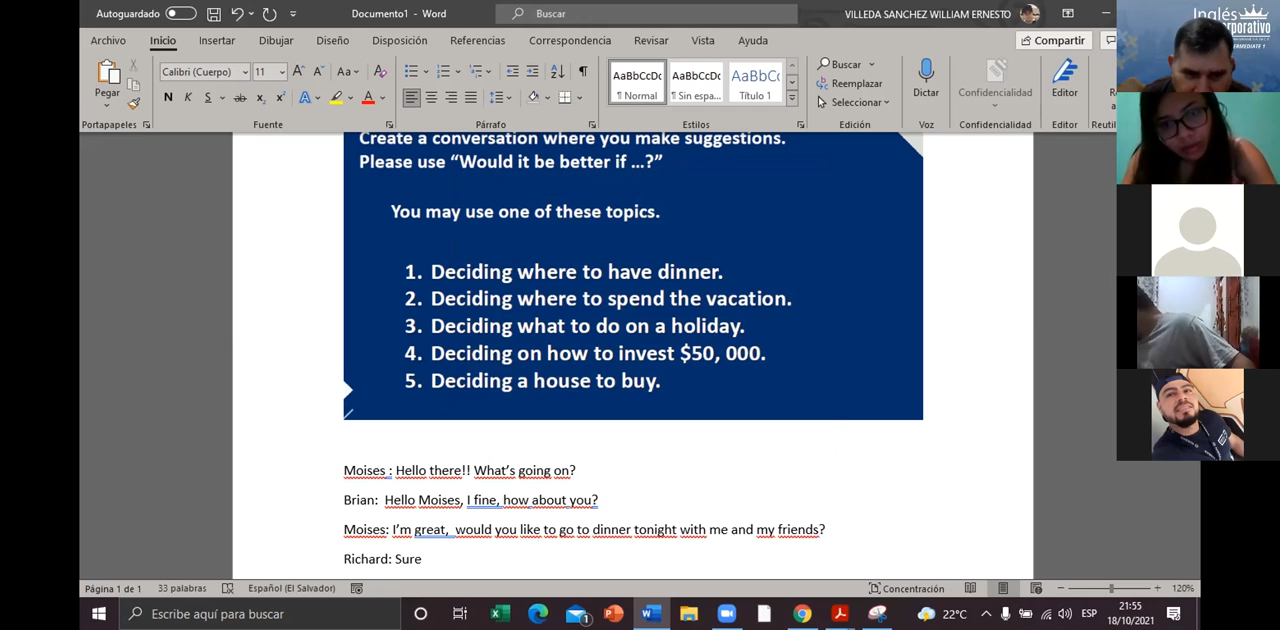 Autoguardado
Documento1 - Word
Buscar
VILLEDA SANCHEZ WILLIAM ERNESTO
Archivo Inicio Insertar Dibujar Diseño Disposición Referencias Correspondencia Revisar Vista Ayuda
Compartir
Pegar
Portapapeles
Calibri (Cuerpo) 11
N K S
Fuente
Párrafo
AaBbCcDc AaBbCcDc AaBbCc
¶ Normal ¶ Sin espa... Título 1
Estilos
Buscar
Reemplazar
Seleccionar
Edición
Dictar
Voz
Confidencialidad
Confidencialidad
Editor
Editor
Inglés
Create a conversation where you make suggestions.
Please use “Would it be better if ...?”
You may use one of these topics.
1. Deciding where to have dinner.
2. Deciding where to spend the vacation.
3. Deciding what to do on a holiday.
4. Deciding on how to invest $50, 000.
5. Deciding a house to buy.
Moises : Hello there!! What’s going on?
Brian: Hello Moises, I fine, how about you?
Moises: I’m great, would you like to go to dinner tonight with me and my friends?
Richard: Sure
Página 1 de 1 33 palabras Español (El Salvador)
Concentración
120%
Escribe aquí para buscar
22°C
ESP
21:55
18/10/2021